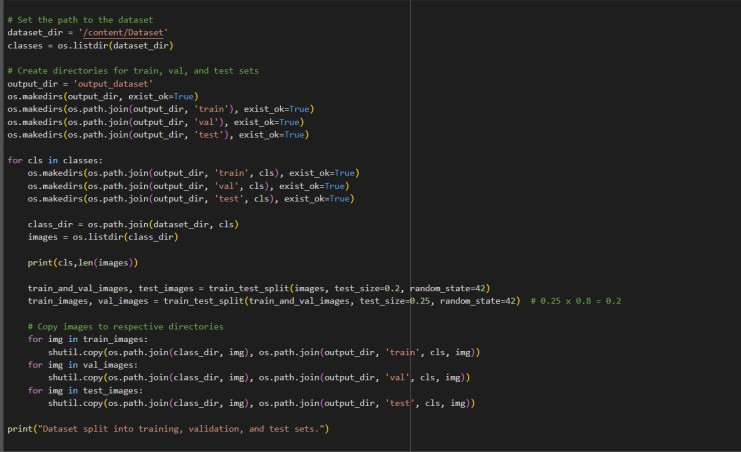 # Set the path to the dataset
dataset_dir = '/content/Dataset'
classes = os.listdir(dataset_dir)
# Create directories for train, val, and test sets
output_dir = 'output_dataset'
os.makedirs(output_dir, exist_ok=True)
os.makedirs(os.path.join(output_dir, 'train'), exist_ok=True)
os.makedirs(os.path.join(output_dir, 'val'), exist_ok=True)
os.makedirs(os.path.join(output_dir, 'test'), exist_ok=True)
for cls in classes:
    os.makedirs(os.path.join(output_dir, 'train', cls), exist_ok=True)
    os.makedirs(os.path.join(output_dir, 'val', cls), exist_ok=True)
    os.makedirs(os.path.join(output_dir, 'test', cls), exist_ok=True)
    class_dir = os.path.join(dataset_dir, cls)
    images = os.listdir(class_dir)
    print(cls,len(images))
    train_and_val_images, test_images = train_test_split(images, test_size=0.2, random_state=42)
    train_images, val_images = train_test_split(train_and_val_images, test_size=0.25, random_state=42)  # 0.25 x 0.8 = 0.2
    # Copy images to respective directories
    for img in train_images:
        shutil.copy(os.path.join(class_dir, img), os.path.join(output_dir, 'train', cls, img))
    for img in val_images:
        shutil.copy(os.path.join(class_dir, img), os.path.join(output_dir, 'val', cls, img))
    for img in test_images:
        shutil.copy(os.path.join(class_dir, img), os.path.join(output_dir, 'test', cls, img))
print("Dataset split into training, validation, and test sets.")